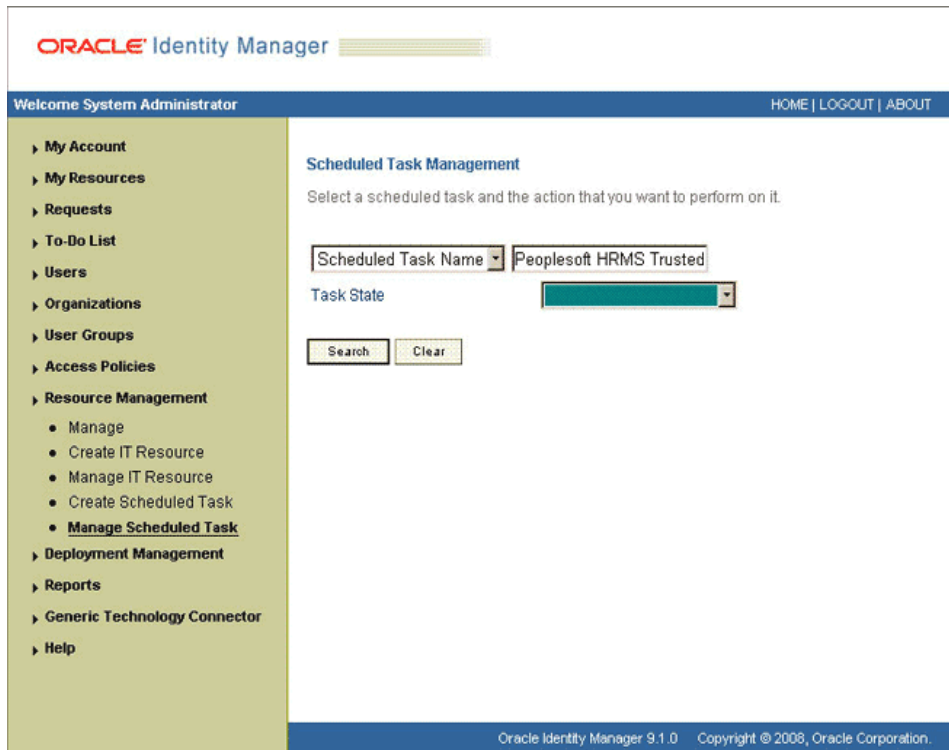 ORACLE Identity Manager
Welcome System Administrator
HOME | LOGOUT | ABOUT
My Account
My Resources
Requests
To-Do List
Users
Organizations
User Groups
Access Policies
Resource Management
Manage
Create IT Resource
Manage IT Resource
Create Scheduled Task
Manage Scheduled Task
Deployment Management
Reports
Generic Technology Connector
Help
Scheduled Task Management
Select a scheduled task and the action that you want to perform on it.
Scheduled Task Name Peoplesoft HRMS Trusted
Task State
Search Clear
Oracle Identity Manager 9.1.0 Copyright © 2008, Oracle Corporation.